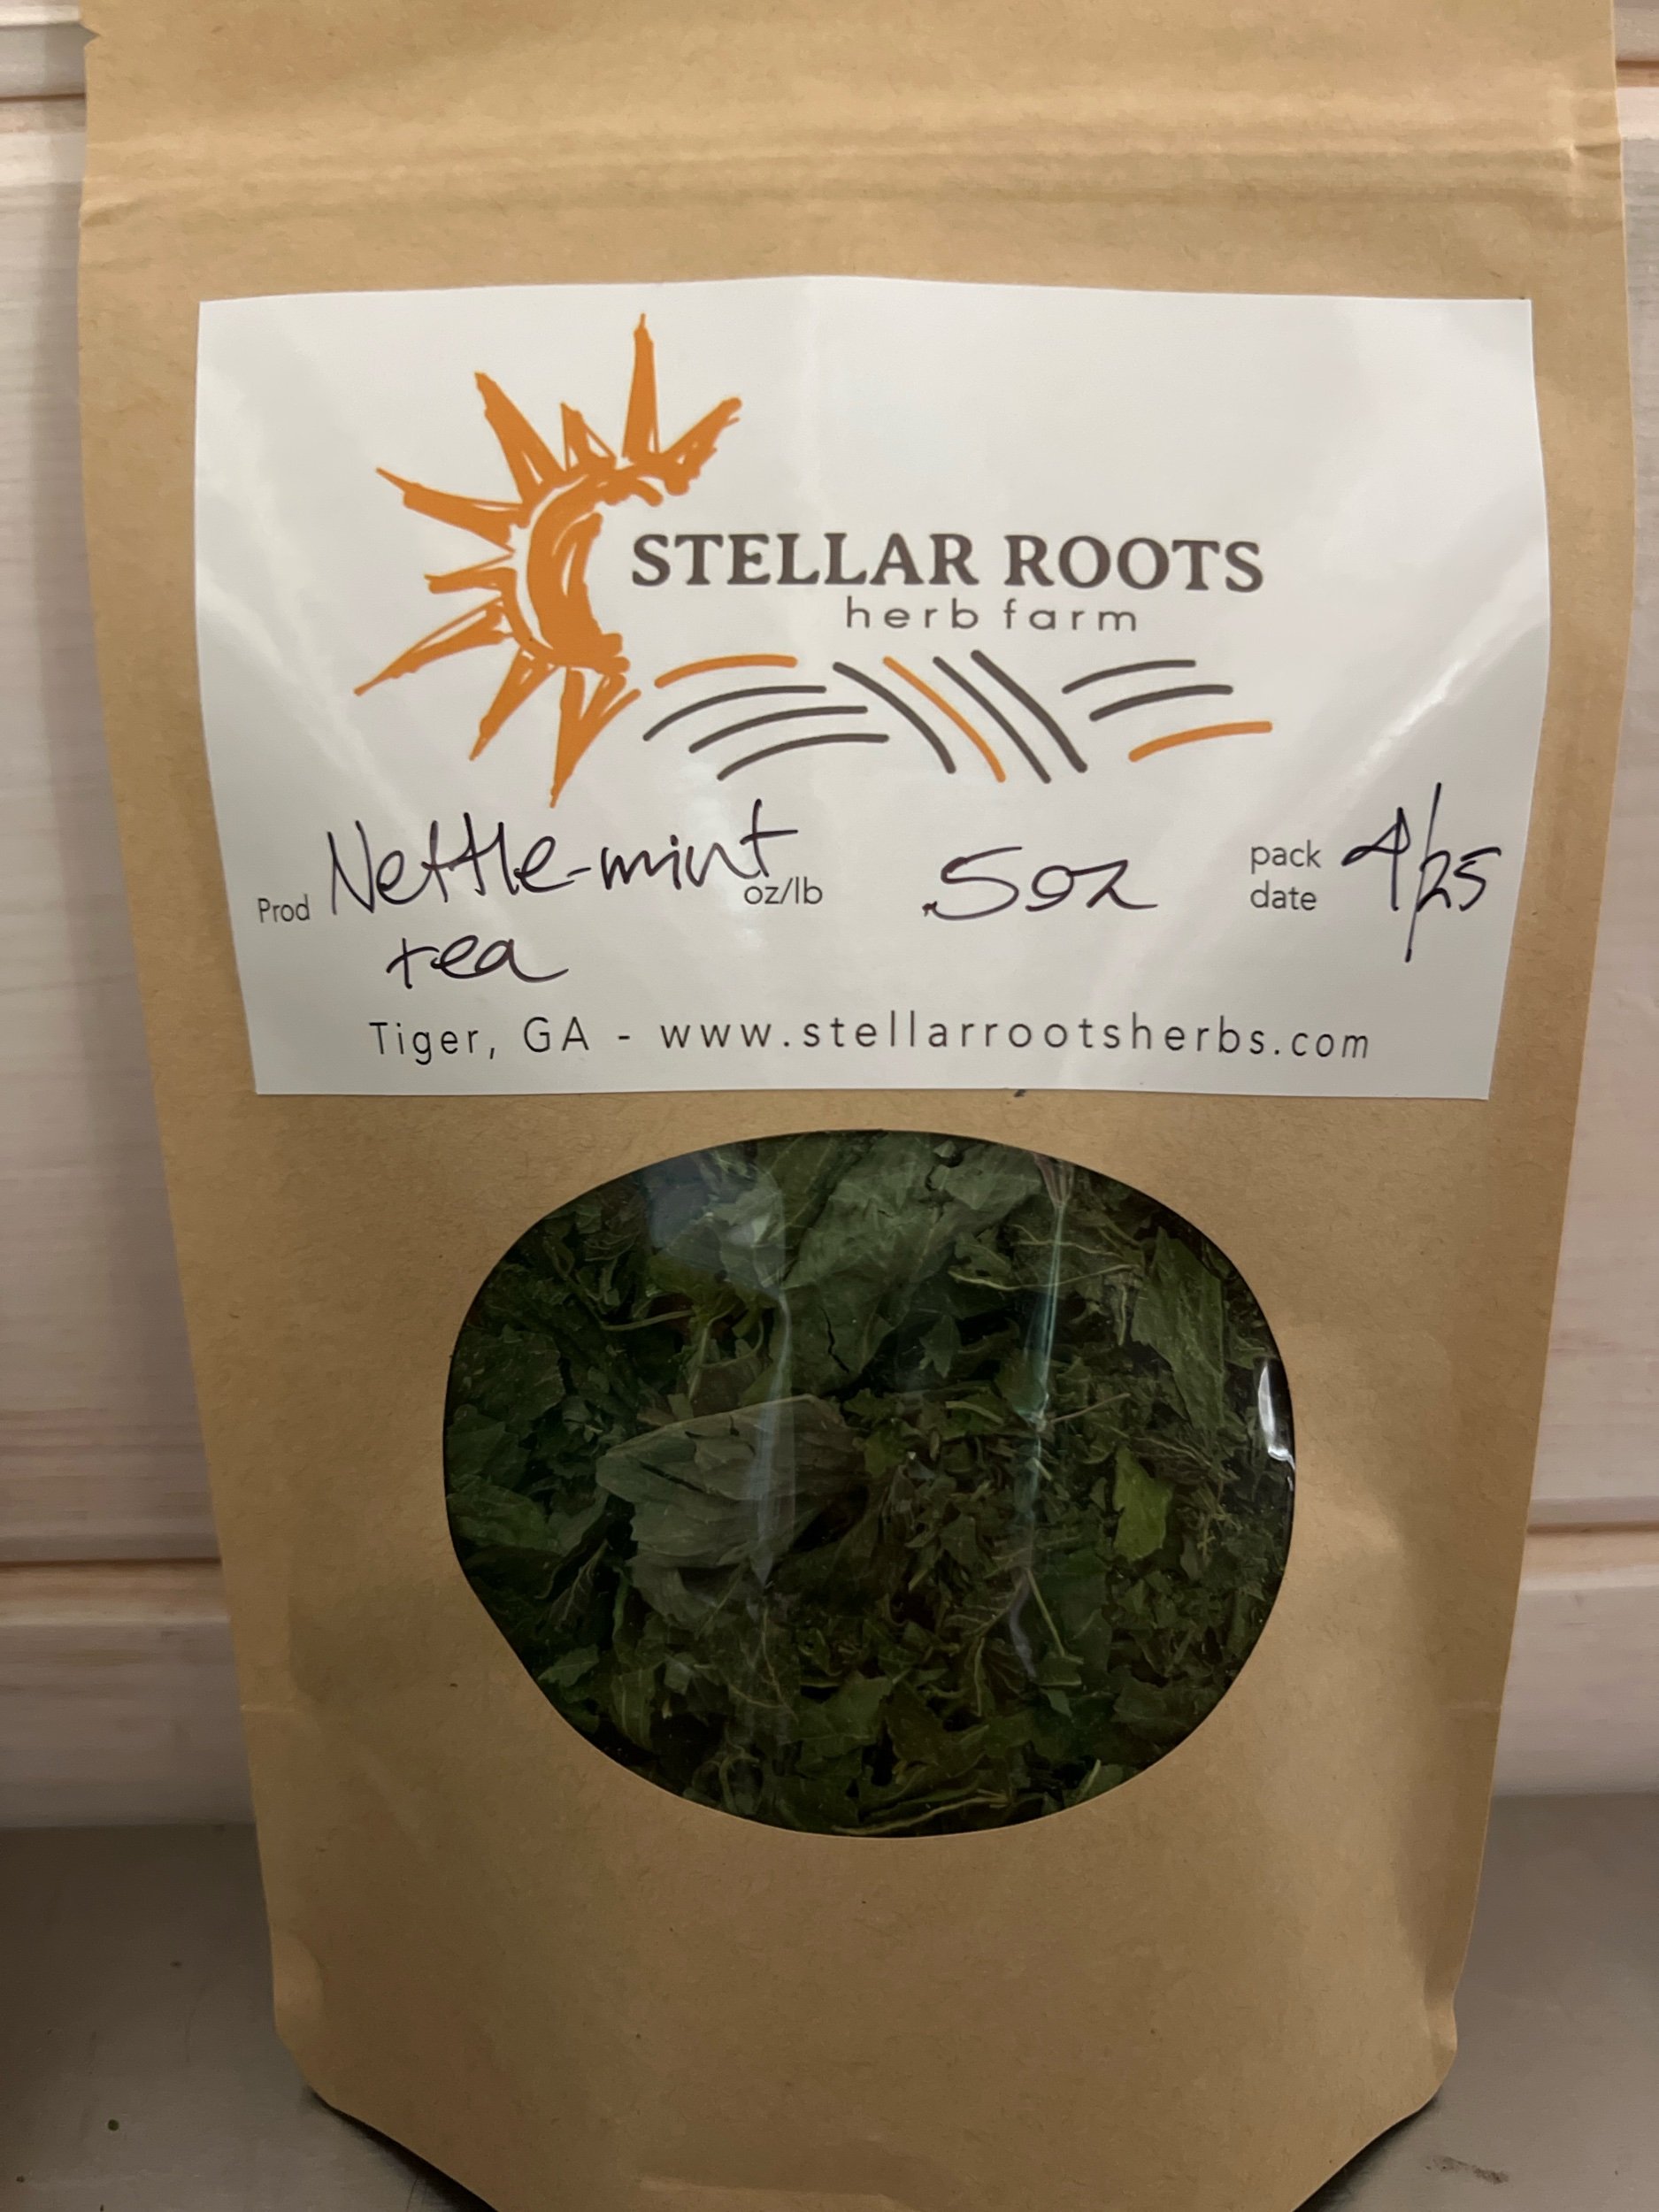 STELLAR ROOTS
herb farm
Prod Nettle-mint oz/lb .5oz pack date 4/25
tea
Tiger, GA - www.stellarrootsherbs.com